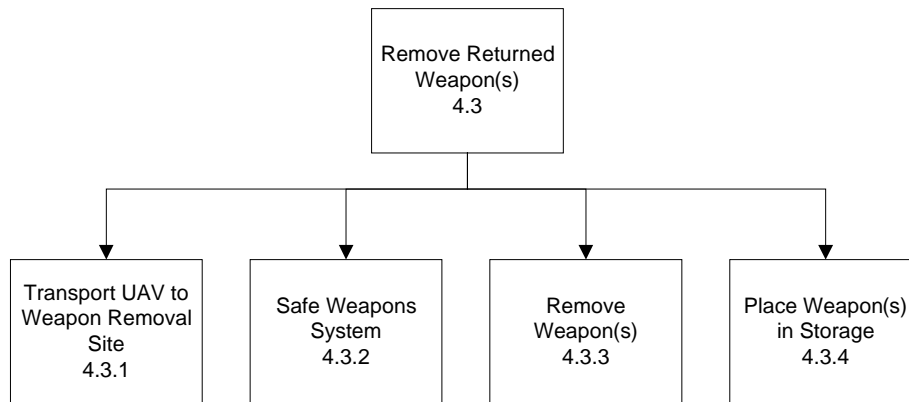 Remove Returned
Weapon(s)
4.3
Transport UAV to
Weapon Removal
Site
4.3.1
Safe Weapons
System
4.3.2
Remove
Weapon(s)
4.3.3
Place Weapon(s)
in Storage
4.3.4